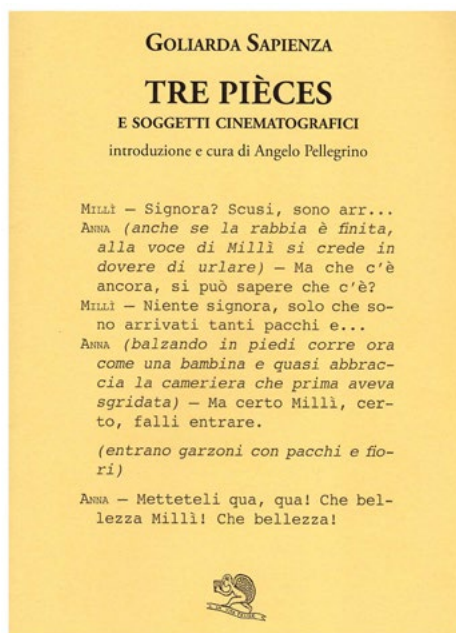 GOLIARDA SAPIENZA
TRE PIÈCES
E SOGGETTI CINEMATOGRAFICI
introduzione e cura di Angelo Pellegrino
MILLÌ – Signora? Scusi, sono arr...
ANNA (anche se la rabbia è finita,
alla voce di Millì si crede in
dovere di urlare) – Ma che c'è
ancora, si può sapere che c'è?
MILLÌ – Niente signora, solo che so-
no arrivati tanti pacchi e...
ANNA (balzando in piedi corre ora
come una bambina e quasi abbrac-
cia la cameriera che prima aveva
sgridata) – Ma certo Millì, cer-
to, falli entrare.
(entrano garzoni con pacchi e fio-
ri)
ANNA – Metteteli qua, qua! Che bel-
lezza Millì! Che bellezza!